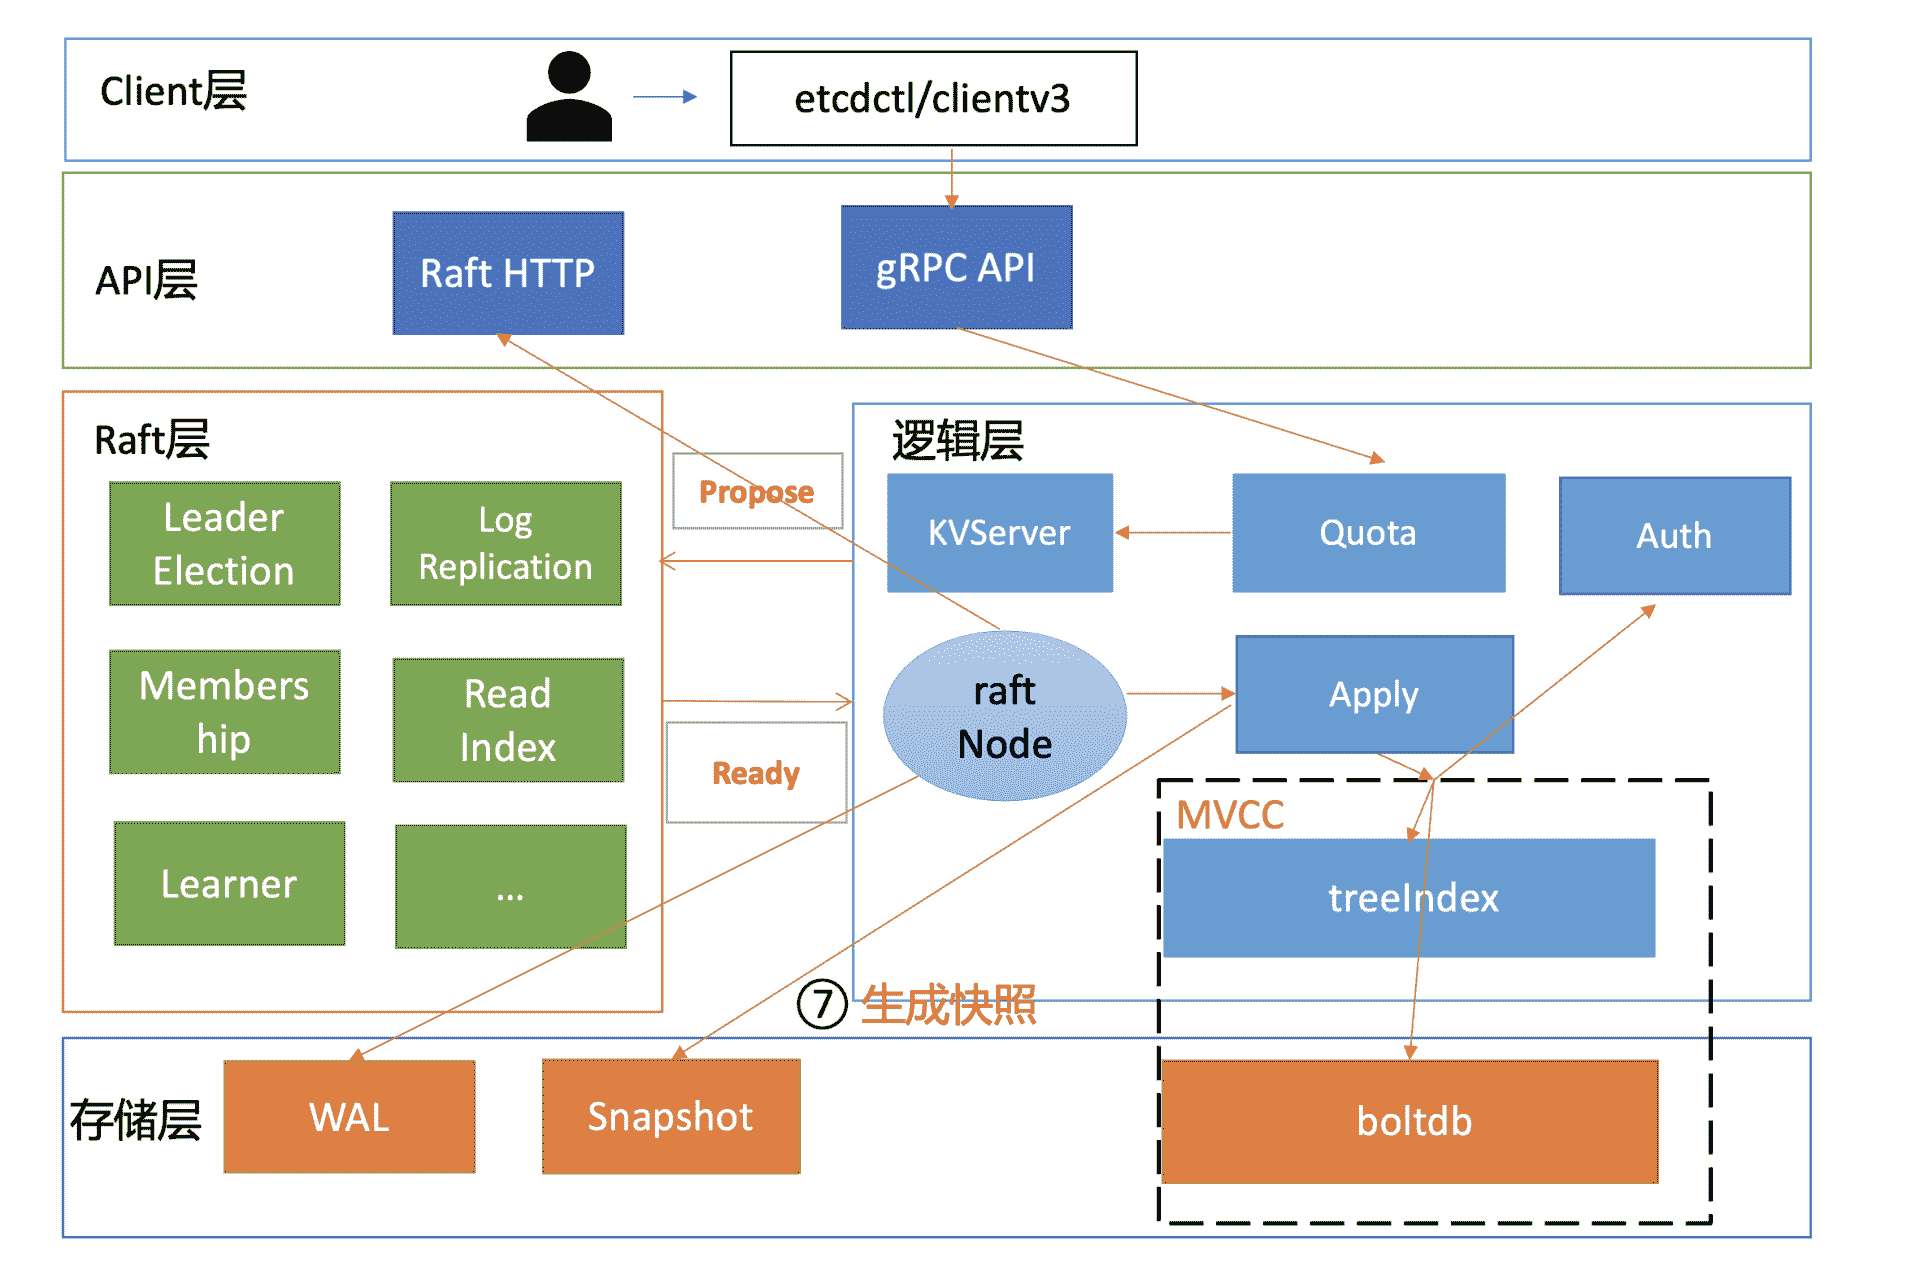 Client层
etcdctl/clientv3
API层
Raft HTTP
gRPC API
Raft层
Leader
Election
Log
Replication
Members
hip
Read
Index
Learner
...
Propose
Ready
逻辑层
KVServer
Quota
Auth
raft
Node
Apply
MVCC
treeIndex
⑦ 生成快照
存储层
WAL
Snapshot
boltdb